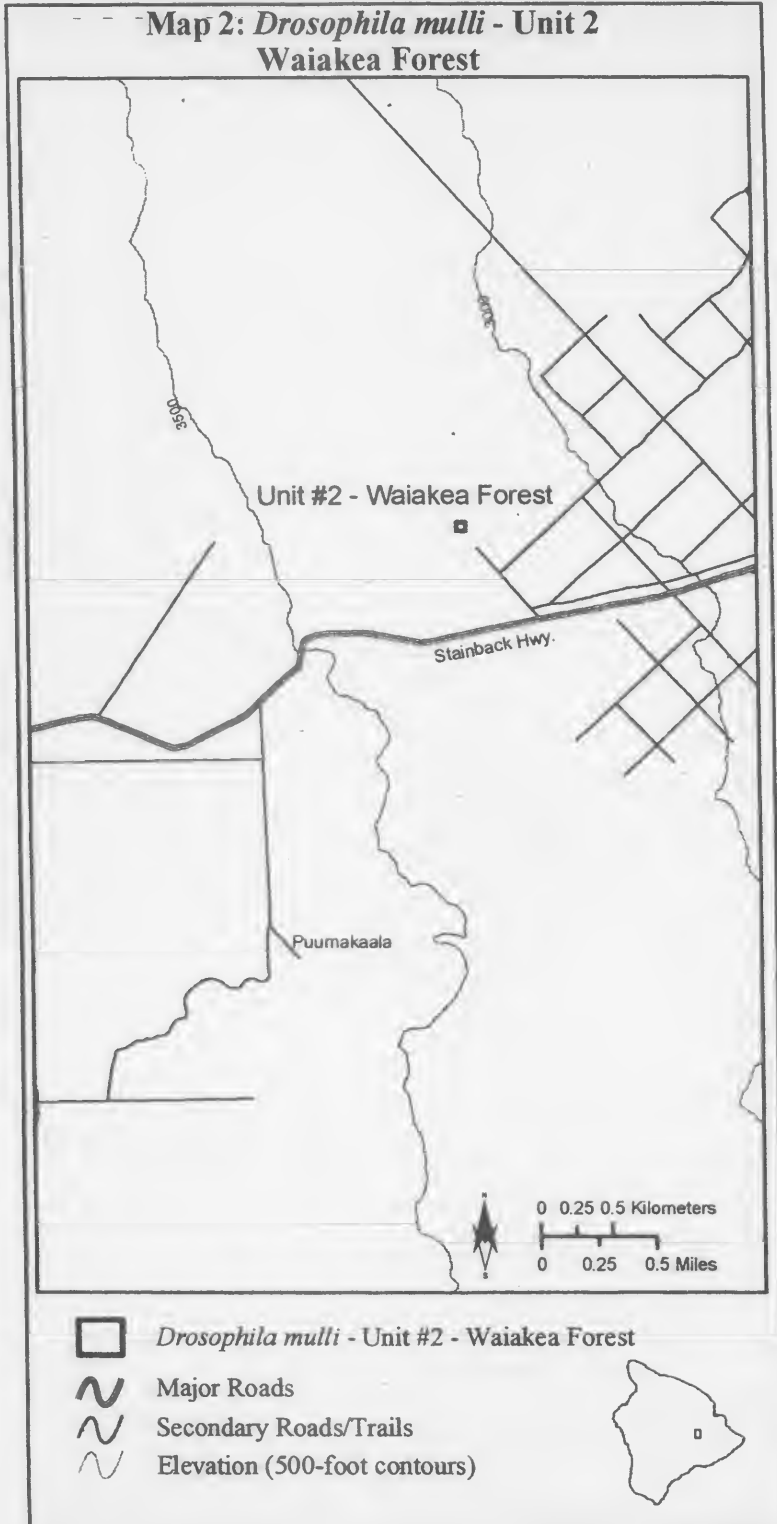 Map 2: Drosophila mulli - Unit 2
Waiakea Forest
3000
3500
Unit #2 - Waiakea Forest
Stainback Hwy.
Puumakaala
N
0 0.25 0.5 Kilometers
0 0.25 0.5 Miles
S
Drosophila mulli - Unit #2 - Waiakea Forest
Major Roads
Secondary Roads/Trails
Elevation (500-foot contours)